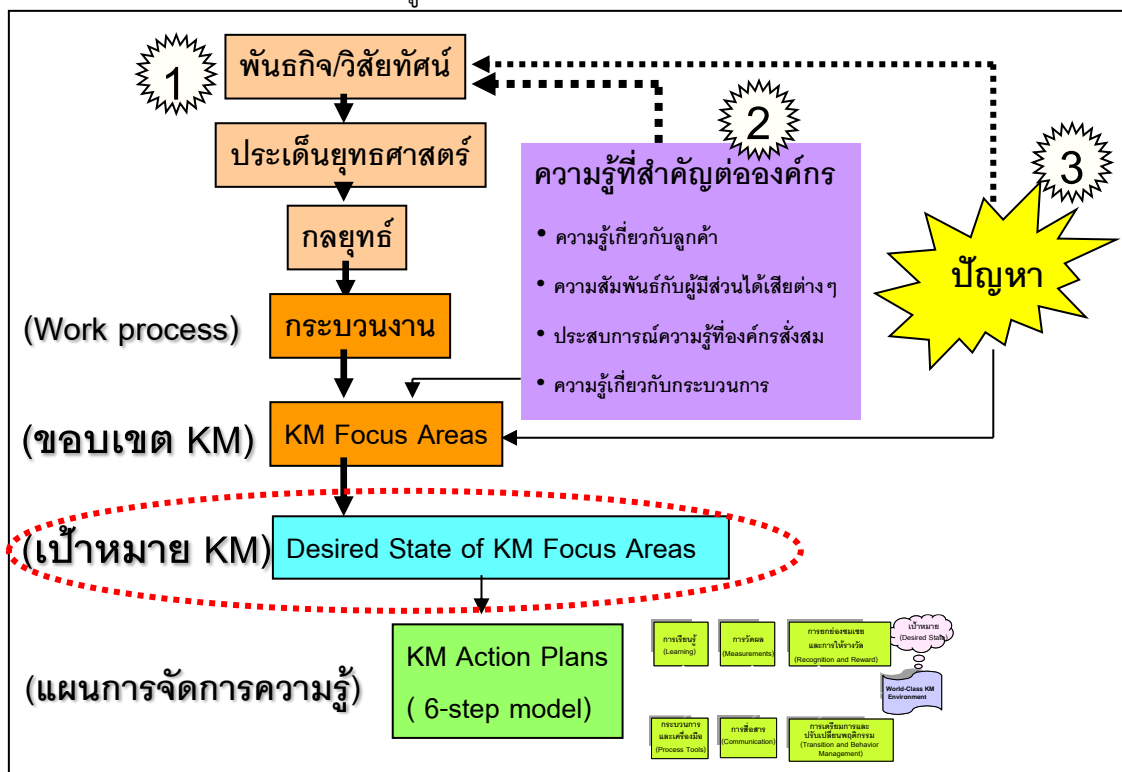 1
พันธกิจ/วิสัยทัศน์
ประเด็นยุทธศาสตร์
กลยุทธ์
(Work process)
กระบวนงาน
(ขอบเขต KM)
KM Focus Areas
2
ความรู้ที่สำคัญต่อองค์กร
• ความรู้เกี่ยวกับลูกค้า
• ความสัมพันธ์กับผู้มีส่วนได้เสียต่างๆ
• ประสบการณ์ความรู้ที่องค์กรสั่งสม
• ความรู้เกี่ยวกับกระบวนการ
3
ปัญหา
(เป้าหมาย KM)
Desired State of KM Focus Areas
(แผนการจัดการความรู้)
KM Action Plans
( 6-step model)
การเรียนรู้
(Learning)
การวัดผล
(Measurements)
การยกย่องชมเชย
และการให้รางวัล
(Recognition and Reward)
เป้าหมาย
(Desired State)
World-Class KM
Environment
กระบวนการ
และเครื่องมือ
(Process Tools)
การสื่อสาร
(Communication)
การเตรียมการและ
ปรับเปลี่ยนพฤติกรรม
(Transition and Behavior
Management)